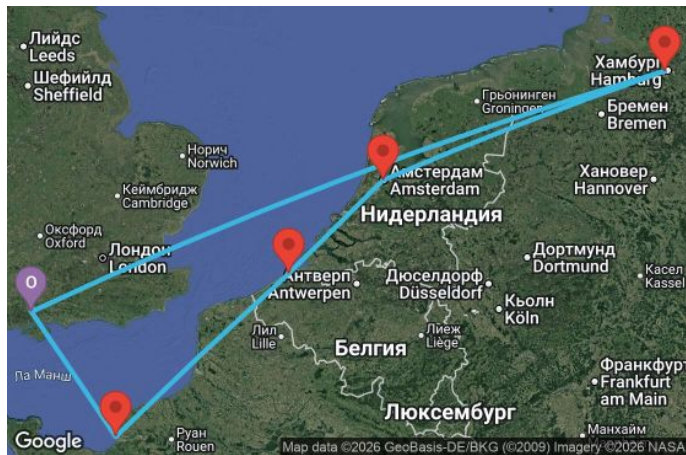 Лийдс
Leeds
Шефийлд
Sheffield
Норич
Norwich
Кеймбридж
Cambridge
Оксфорд
Oxford
Лондон
London
O
Ла Манш
Руан
Rouen
Лил
Lille
Антверп
Antwerpen
Белгия
Лиеж
Liège
Люксембург
Амстердам
Amsterdam
Нидерландия
Грьонинген
Groningen
Хамбург
Hamburg
Бремен
Bremen
Хановер
Hannover
Дортмунд
Dortmund
Дюселдорф
Düsseldorf
Кьолн
Köln
Касел
Kassel
Франкфурт
Frankfurt
am Main
Манхайм
Google
Map data ©2026 GeoBasis-DE/BKG (©2009) Imagery ©2026 NASA